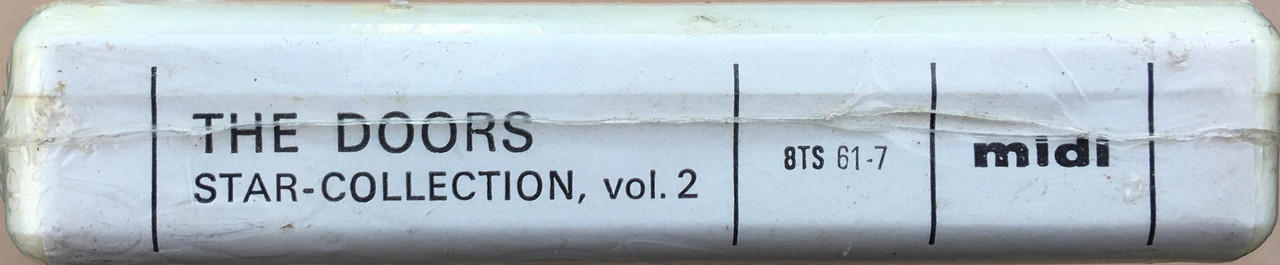 THE DOORS
STAR-COLLECTION, vol. 2
8TS 61-7
midi